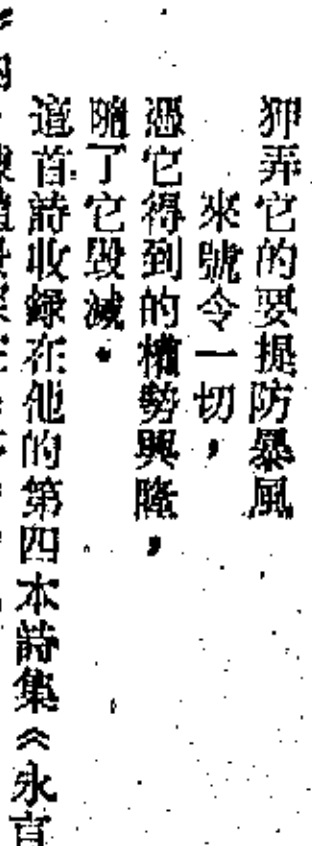 狎弄它的要提防暴風
來號令一切，
憑它得到的權勢興隆，
隨了它毀滅。
這首詩收錄在他的第四本詩集《永